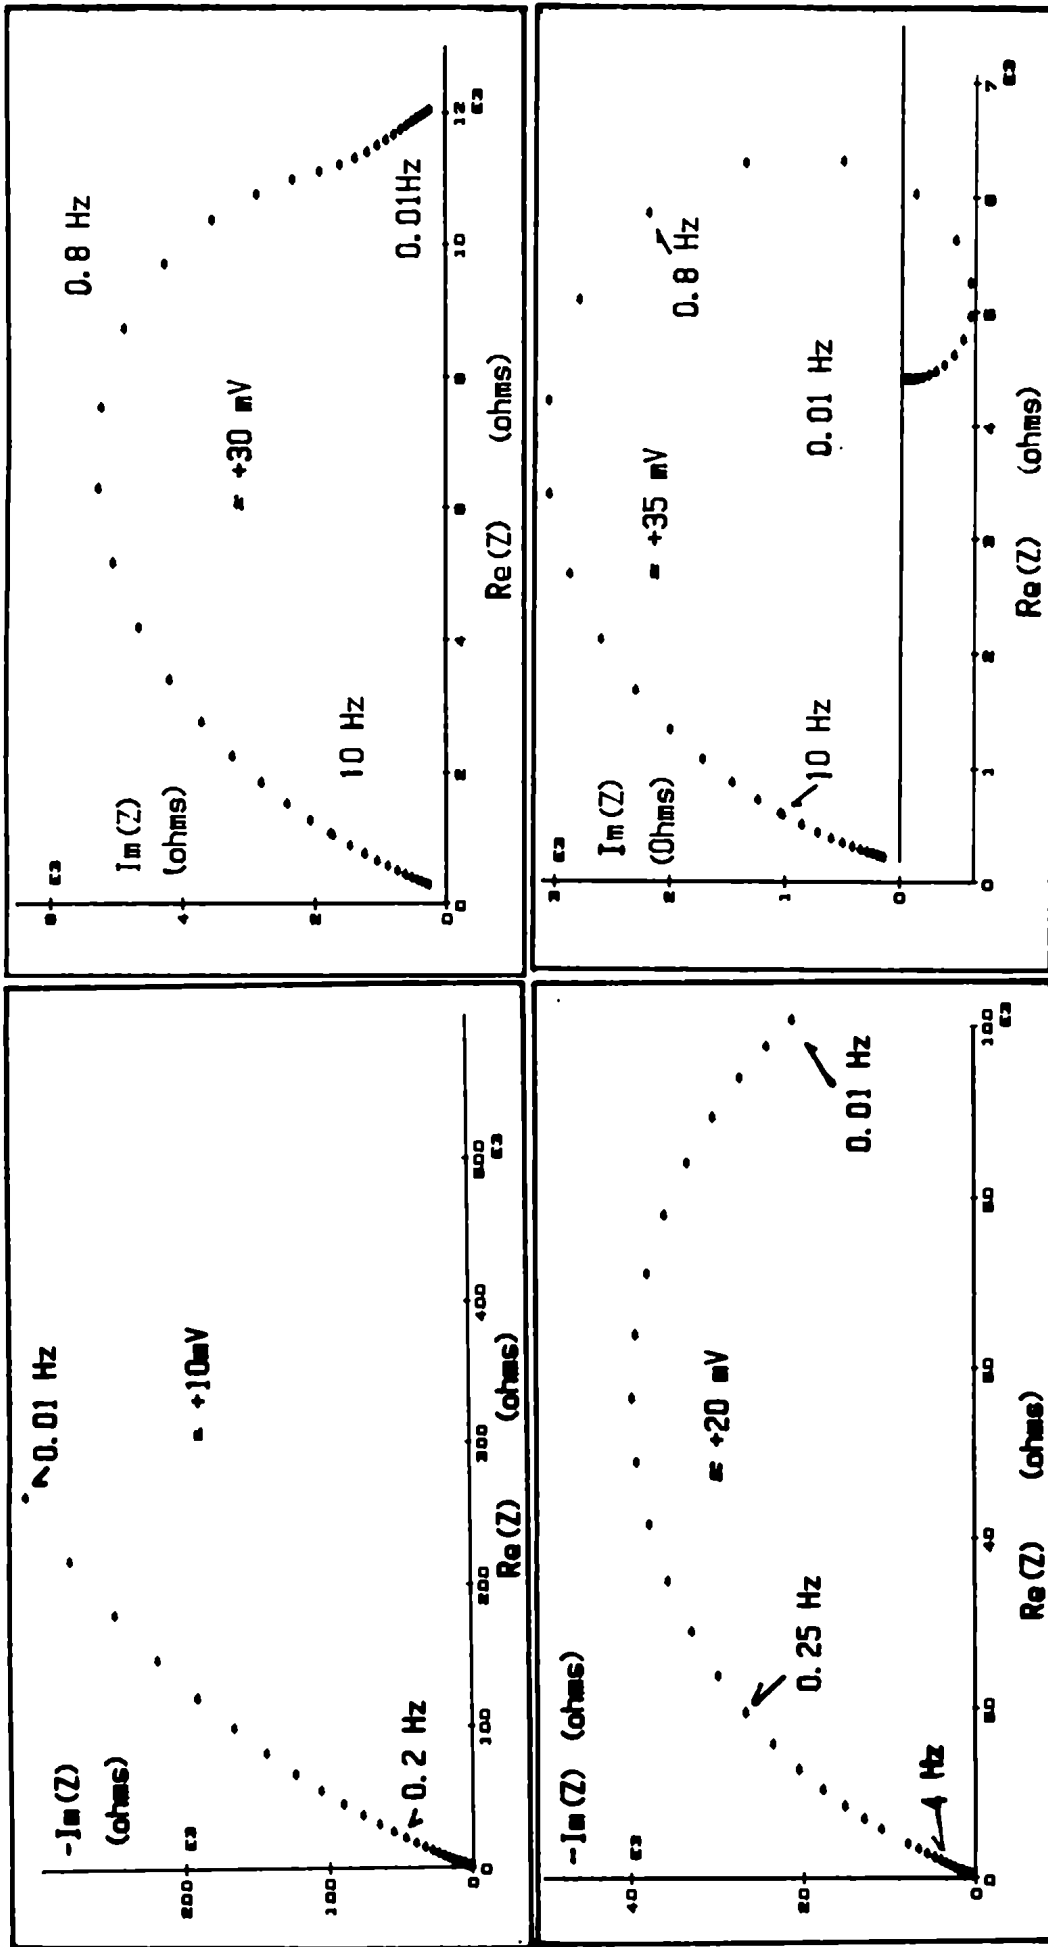 -Im(Z)
(ohms)
0.01 Hz
200
E3
≈ +10mV
100
0.2 Hz
0
0 100 200 300 400 500
E3
Re(Z) (ohms)
6
E3
Im(Z)
(ohms)
0.8 Hz
4
≈ +30 mV
2
10 Hz
0.01Hz
0
0 2 4 6 8 10 12
E3
Re(Z) (ohms)
-Im(Z) (ohms)
40
E3
≈ +20 mV
20
0.25 Hz
0.01 Hz
4 Hz
0
0 20 40 60 80 100
E3
Re(Z) (ohms)
3
E3
Im(Z)
(Ohms)
2
≈ +35 mV
0.8 Hz
1
10 Hz
0.01 Hz
0
0 1 2 3 4 5 6 7
E3
Re(Z) (ohms)